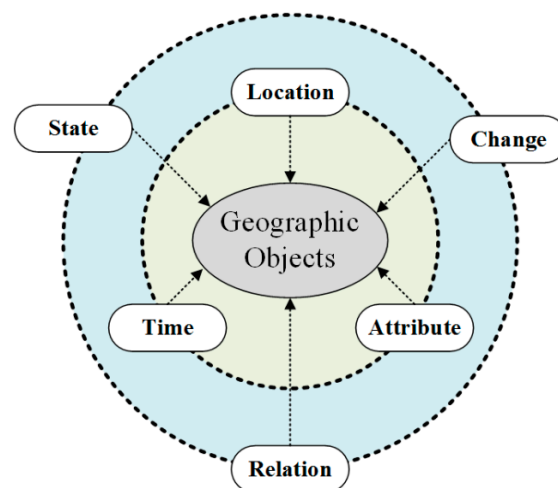 Location
State
Change
Geographic
Objects
Time
Attribute
Relation